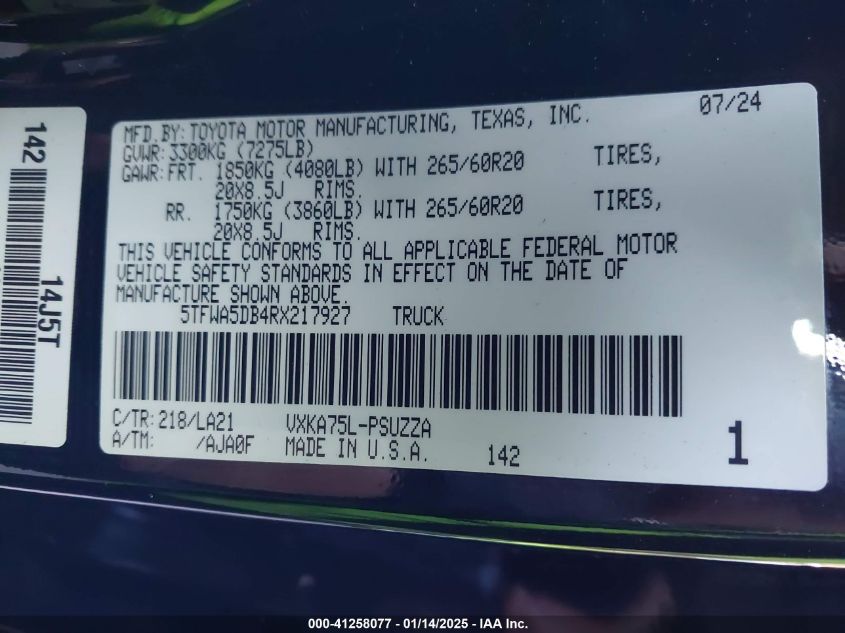 142
14J5T
07/24
MFD.BY:TOYOTA MOTOR MANUFACTURING, TEXAS, INC.
GVWR:3300KG (7275LB)
GAWR:FRT. 1850KG (4080LB) WITH 265/60R20 TIRES,
20X8.5J RIMS.
RR. 1750KG (3860LB) WITH 265/60R20 TIRES,
20X8.5J RIMS.
THIS VEHICLE CONFORMS TO ALL APPLICABLE FEDERAL MOTOR
VEHICLE SAFETY STANDARDS IN EFFECT ON THE DATE OF
MANUFACTURE SHOWN ABOVE.
5TFWA5DB4RX217927 TRUCK
C/TR:218/LA21 VXKA75L-PSUZZA
A/TM: /AJA0F MADE IN U.S.A. 142 1
000-41258077 - 01/14/2025 - IAA Inc.